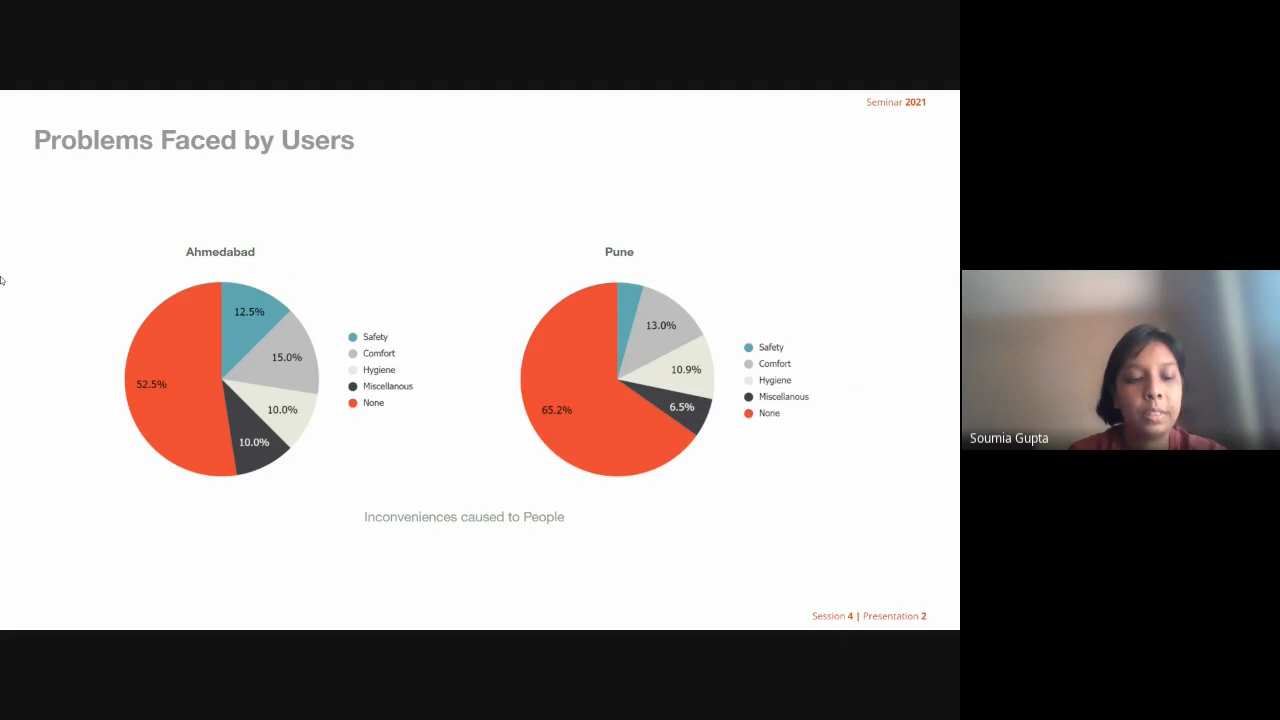 Seminar 2021
Problems Faced by Users
Ahmedabad
12.5%
15.0%
52.5%
10.0%
10.0%
Safety
Comfort
Hygiene
Miscellanous
None
Pune
13.0%
10.9%
65.2%
6.5%
Safety
Comfort
Hygiene
Miscellanous
None
Inconveniences caused to People
Session 4 | Presentation 2
Soumia Gupta